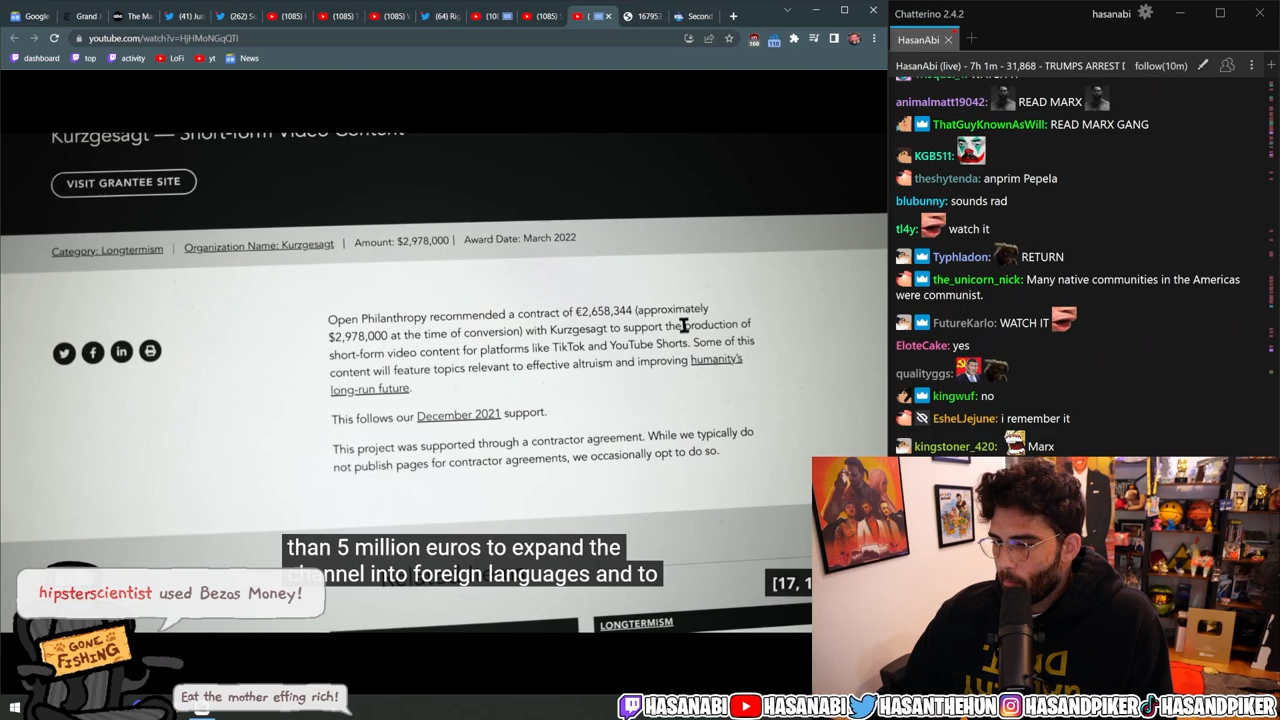 Google
Grand J
The Ma
(41) Ju
(262) So
(1085) H
(1085) T
(1085) V
(64) Rig
(108
(1085) S
(
167953
Second
youtube.com/watch?v=HjHMoNGqQTI
dashboard
top
activity
LoFi
yt
News
Kurzgesagt — Short-form Video Content
VISIT GRANTEE SITE
Category: Longtermism | Organization Name: Kurzgesagt | Amount: $2,978,000 | Award Date: March 2022
Open Philanthropy recommended a contract of €2,658,344 (approximately
$2,978,000 at the time of conversion) with Kurzgesagt to support the production of
short-form video content for platforms like TikTok and YouTube Shorts. Some of this
content will feature topics relevant to effective altruism and improving humanity's
long-run future.
This follows our December 2021 support.
This project was supported through a contractor agreement. While we typically do
not publish pages for contractor agreements, we occasionally opt to do so.
than 5 million euros to expand the
channel into foreign languages and to
[17, 1
LONGTERMISM
hipsterscientist used Bezos Money!
GONE
FISHING
Eat the mother effing rich!
Chatterino 2.4.2
hasanabi
HasanAbi
HasanAbi (live) - 7h 1m - 31,868 - TRUMPS ARREST D
follow(10m)
animalmatt19042: READ MARX
ThatGuyKnownAsWill: READ MARX GANG
KGB511:
theshytenda: anprim Pepela
blubunny: sounds rad
tl4y: watch it
Typhladon: RETURN
the_unicorn_nick: Many native communities in the Americas
were communist.
FutureKarlo: WATCH IT
EloteCake: yes
qualityggs:
kingwuf: no
EsheLJejune: i remember it
kingstoner_420: Marx
HASANABI HASANABI HASANTHEHUN HASANDPIKER HASANDPIKER